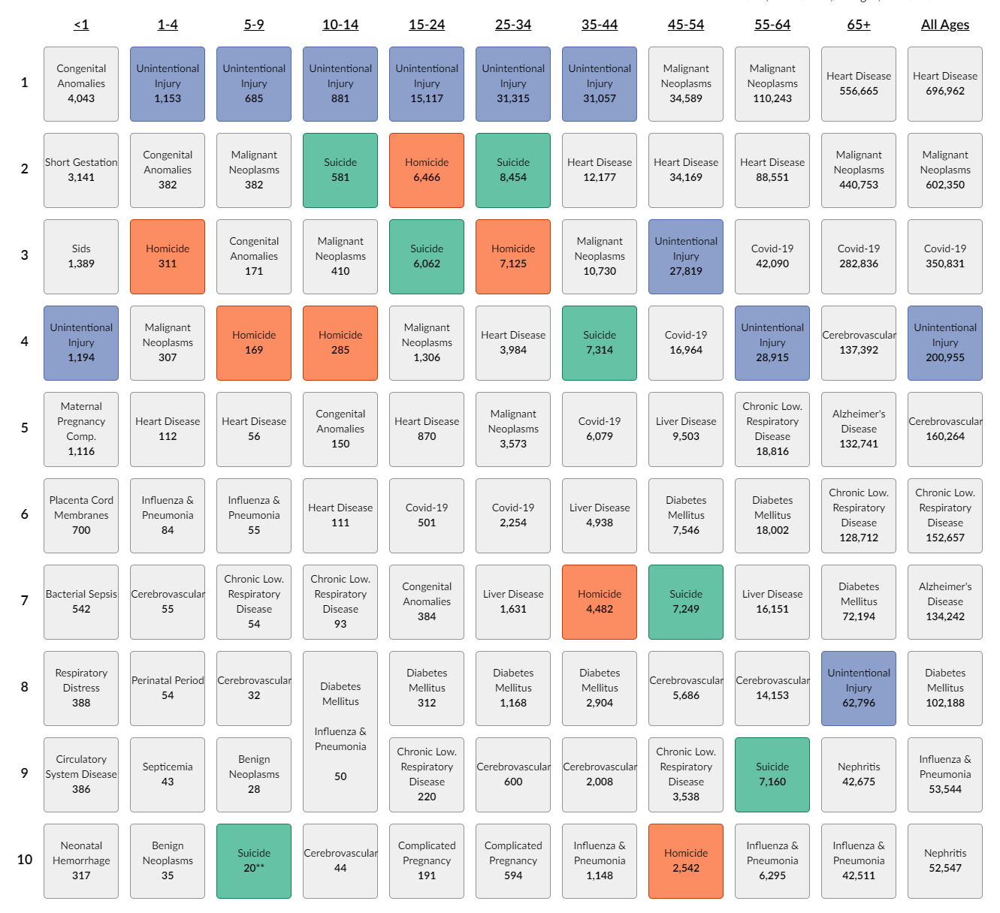 <1 1-4 5-9 10-14 15-24 25-34 35-44 45-54 55-64 65+ All Ages
1
Congenital
Anomalies
4,043
Unintentional
Injury
1,153
Unintentional
Injury
685
Unintentional
Injury
881
Unintentional
Injury
15,117
Unintentional
Injury
31,315
Unintentional
Injury
31,057
Malignant
Neoplasms
34,589
Malignant
Neoplasms
110,243
Heart Disease
556,665
Heart Disease
696,962
2
Short Gestation
3,141
Congenital
Anomalies
382
Malignant
Neoplasms
382
Suicide
581
Homicide
6,466
Suicide
8,454
Heart Disease
12,177
Heart Disease
34,169
Heart Disease
88,551
Malignant
Neoplasms
440,753
Malignant
Neoplasms
602,350
3
Sids
1,389
Homicide
311
Congenital
Anomalies
171
Malignant
Neoplasms
410
Suicide
6,062
Homicide
7,125
Malignant
Neoplasms
10,730
Unintentional
Injury
27,819
Covid-19
42,090
Covid-19
282,836
Covid-19
350,831
4
Unintentional
Injury
1,194
Malignant
Neoplasms
307
Homicide
169
Homicide
285
Malignant
Neoplasms
1,306
Heart Disease
3,984
Suicide
7,314
Covid-19
16,964
Unintentional
Injury
28,915
Cerebrovascular
137,392
Unintentional
Injury
200,955
5
Maternal
Pregnancy
Comp.
1,116
Heart Disease
112
Heart Disease
56
Congenital
Anomalies
150
Heart Disease
870
Malignant
Neoplasms
3,573
Covid-19
6,079
Liver Disease
9,503
Chronic Low.
Respiratory
Disease
18,816
Alzheimer's
Disease
132,741
Cerebrovascular
160,264
6
Placenta Cord
Membranes
700
Influenza &
Pneumonia
84
Influenza &
Pneumonia
55
Heart Disease
111
Covid-19
501
Covid-19
2,254
Liver Disease
4,938
Diabetes
Mellitus
7,546
Diabetes
Mellitus
18,002
Chronic Low.
Respiratory
Disease
128,712
Chronic Low.
Respiratory
Disease
152,657
7
Bacterial Sepsis
542
Cerebrovascular
55
Chronic Low.
Respiratory
Disease
54
Chronic Low.
Respiratory
Disease
93
Congenital
Anomalies
384
Liver Disease
1,631
Homicide
4,482
Suicide
7,249
Liver Disease
16,151
Diabetes
Mellitus
72,194
Alzheimer's
Disease
134,242
8
Respiratory
Distress
388
Perinatal Period
54
Cerebrovascular
32
Diabetes
Mellitus
Influenza &
Pneumonia
50
Diabetes
Mellitus
312
Diabetes
Mellitus
1,168
Diabetes
Mellitus
2,904
Cerebrovascular
5,686
Cerebrovascular
14,153
Unintentional
Injury
62,796
Diabetes
Mellitus
102,188
9
Circulatory
System Disease
386
Septicemia
43
Benign
Neoplasms
28
Chronic Low.
Respiratory
Disease
220
Cerebrovascular
600
Cerebrovascular
2,008
Chronic Low.
Respiratory
Disease
3,538
Suicide
7,160
Nephritis
42,675
Influenza &
Pneumonia
53,544
10
Neonatal
Hemorrhage
317
Benign
Neoplasms
35
Suicide
20**
Cerebrovascular
44
Complicated
Pregnancy
191
Complicated
Pregnancy
594
Influenza &
Pneumonia
1,148
Homicide
2,542
Influenza &
Pneumonia
6,295
Influenza &
Pneumonia
42,511
Nephritis
52,547